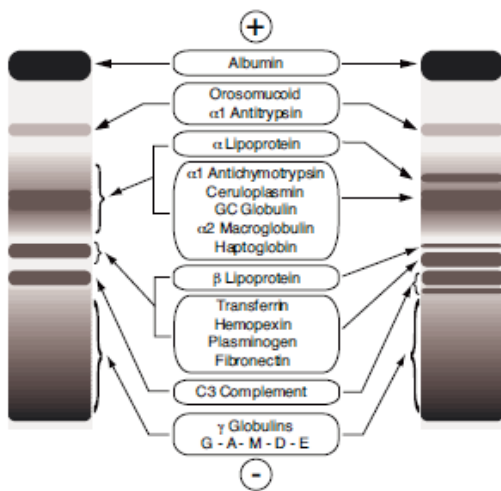 +
Albumin
Orosomucoid
α1 Antitrypsin
α Lipoprotein
α1 Antichymotrypsin
Ceruloplasmin
GC Globulin
α2 Macroglobulin
Haptoglobin
β Lipoprotein
Transferrin
Hemopexin
Plasminogen
Fibronectin
C3 Complement
γ Globulins
G - A- M - D - E
-